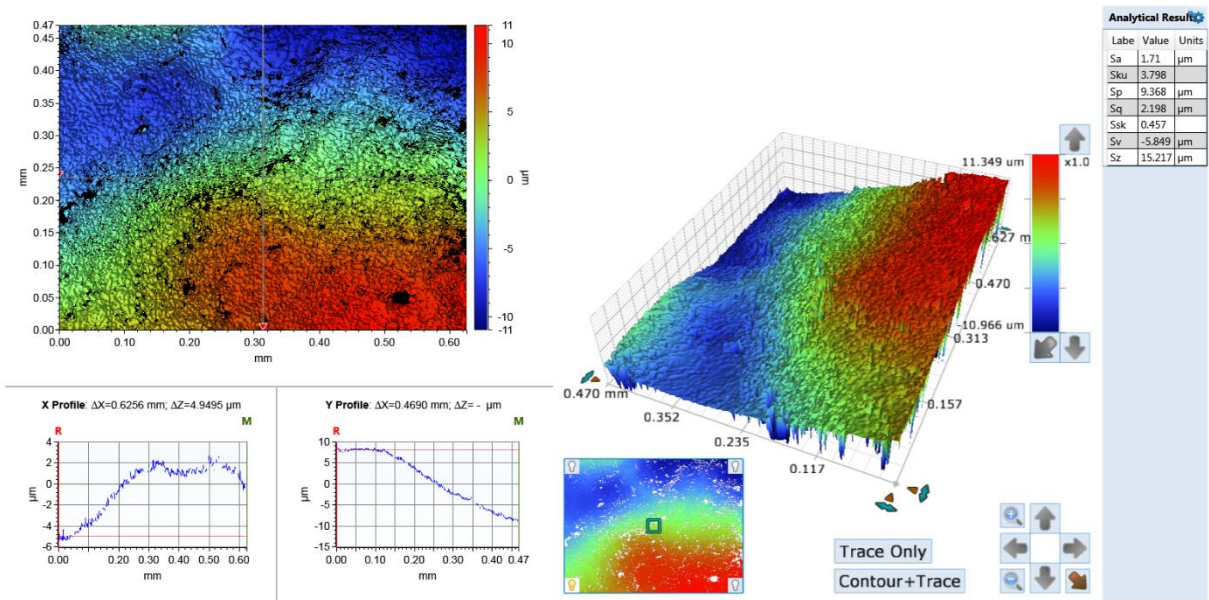 0.47
0.45
0.40
0.35
0.30
0.25
0.20
0.15
0.10
0.05
0.00
mm
0.00 0.10 0.20 0.30 0.40 0.50 0.60
mm
11
10
5
0
-5
-10
-11
µm
X Profile: ΔX=0.6256 mm; ΔZ=4.9495 µm
R M
4
2
0
-2
-4
-6
µm
0.00 0.10 0.20 0.30 0.40 0.50
mm
Y Profile: ΔX=0.4690 mm; ΔZ= - µm
R M
10
5
0
-5
-10
-15
µm
0.00 0.10 0.20 0.30 0.40 0.47
mm
11.349 um
x1.0
.627 m
0.470
-10.966 um
0.313
0.157
0.470 mm
0.352
0.235
0.117
Trace Only
Contour+Trace
Analytical Results
Labe Value Units
Sa 1.71 µm
Sku 3.798
Sp 9.368 µm
Sq 2.198 µm
Ssk 0.457
Sv -5.849 µm
Sz 15.217 µm